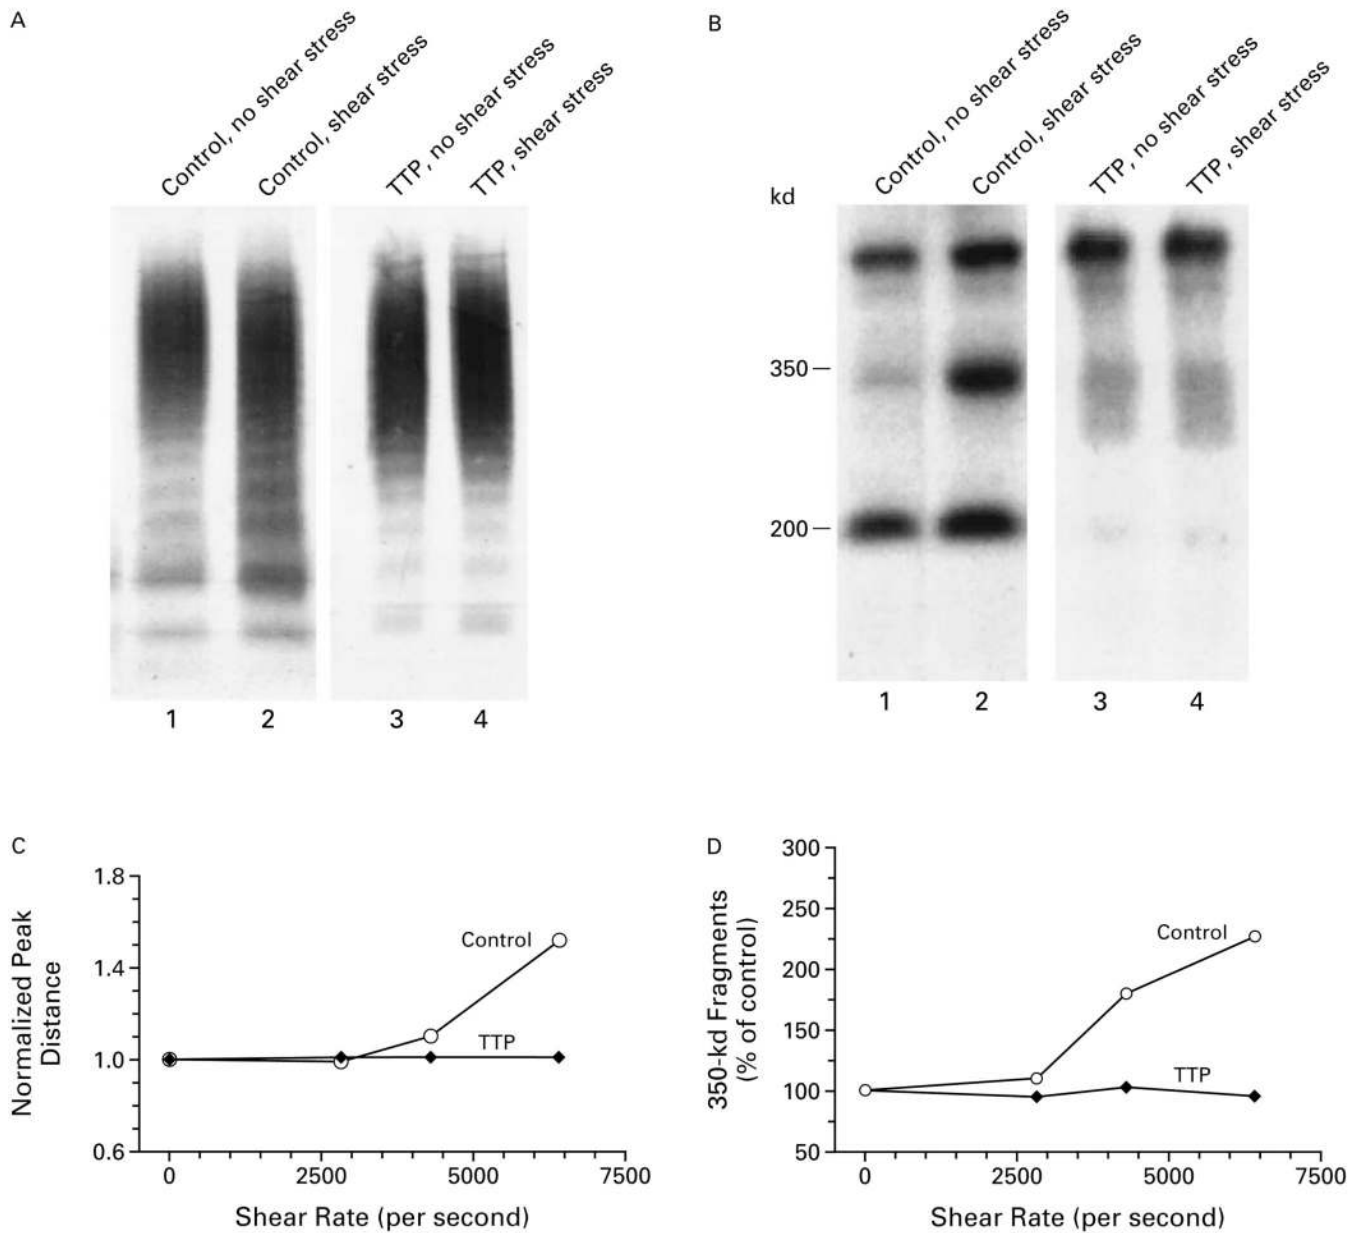 A
Control, no shear stress
Control, shear stress
TTP, no shear stress
TTP, shear stress
1
2
3
4
B
Control, no shear stress
Control, shear stress
TTP, no shear stress
TTP, shear stress
kd
350
200
1
2
3
4
C
Normalized Peak
Distance
1.8
1.4
1.0
0.6
Control
TTP
0
2500
5000
7500
Shear Rate (per second)
D
350-kd Fragments
(% of control)
300
250
200
150
100
50
Control
TTP
0
2500
5000
7500
Shear Rate (per second)